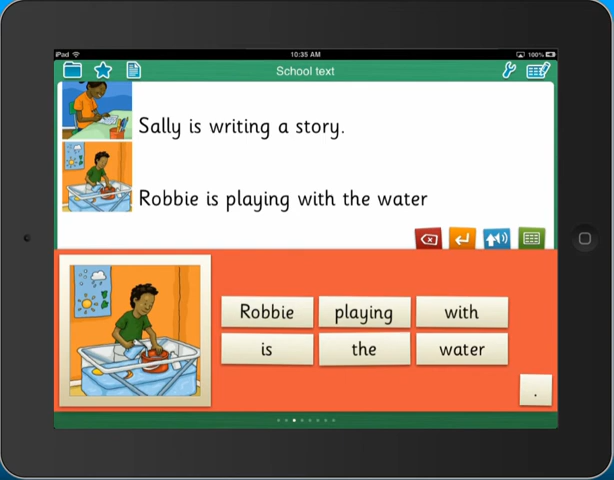 iPad
10:35 AM
100%
School text
Sally is writing a story.
Robbie is playing with the water
Robbie
playing
with
is
the
water
.